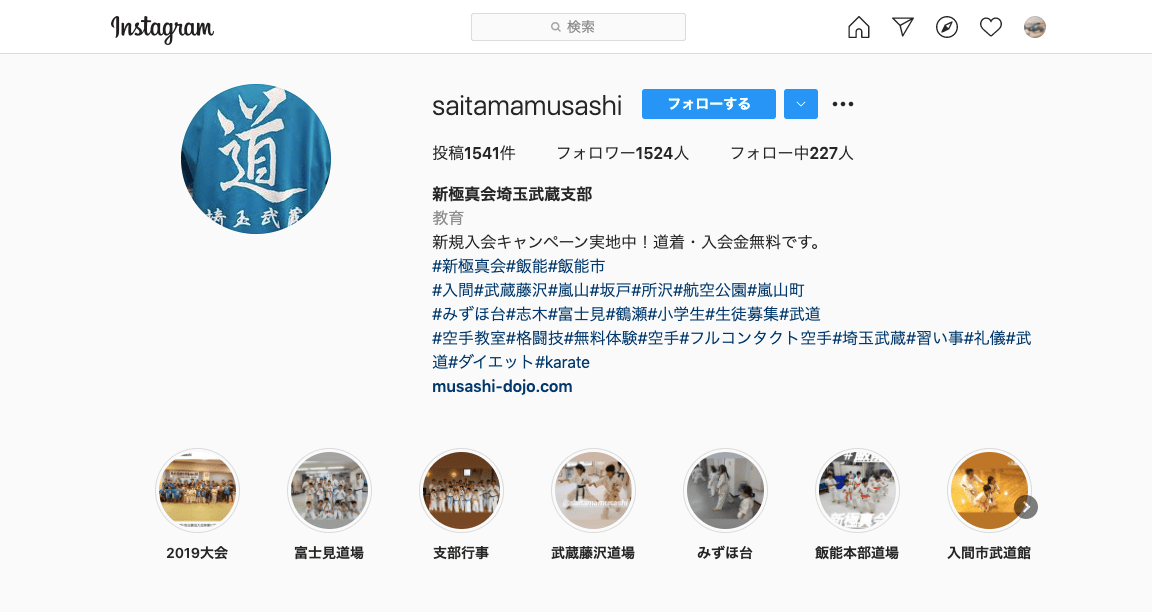 Instagram
検索
道
埼玉武蔵
saitamamusashi
フォローする
投稿1541件 フォロワー1524人 フォロー中227人
新極真会埼玉武蔵支部
教育
新規入会キャンペーン実地中！道着・入会金無料です。
#新極真会#飯能#飯能市
#入間#武蔵藤沢#嵐山#坂戸#所沢#航空公園#嵐山町
#みずほ台#志木#富士見#鶴瀬#小学生#生徒募集#武道
#空手教室#格闘技#無料体験#空手#フルコンタクト空手#埼玉武蔵#習い事#礼儀#武
道#ダイエット#karate
musashi-dojo.com
@saitamamusashi
新極真会
2019大会 富士見道場 支部行事 武蔵藤沢道場 みずほ台 飯能本部道場 入間市武道館